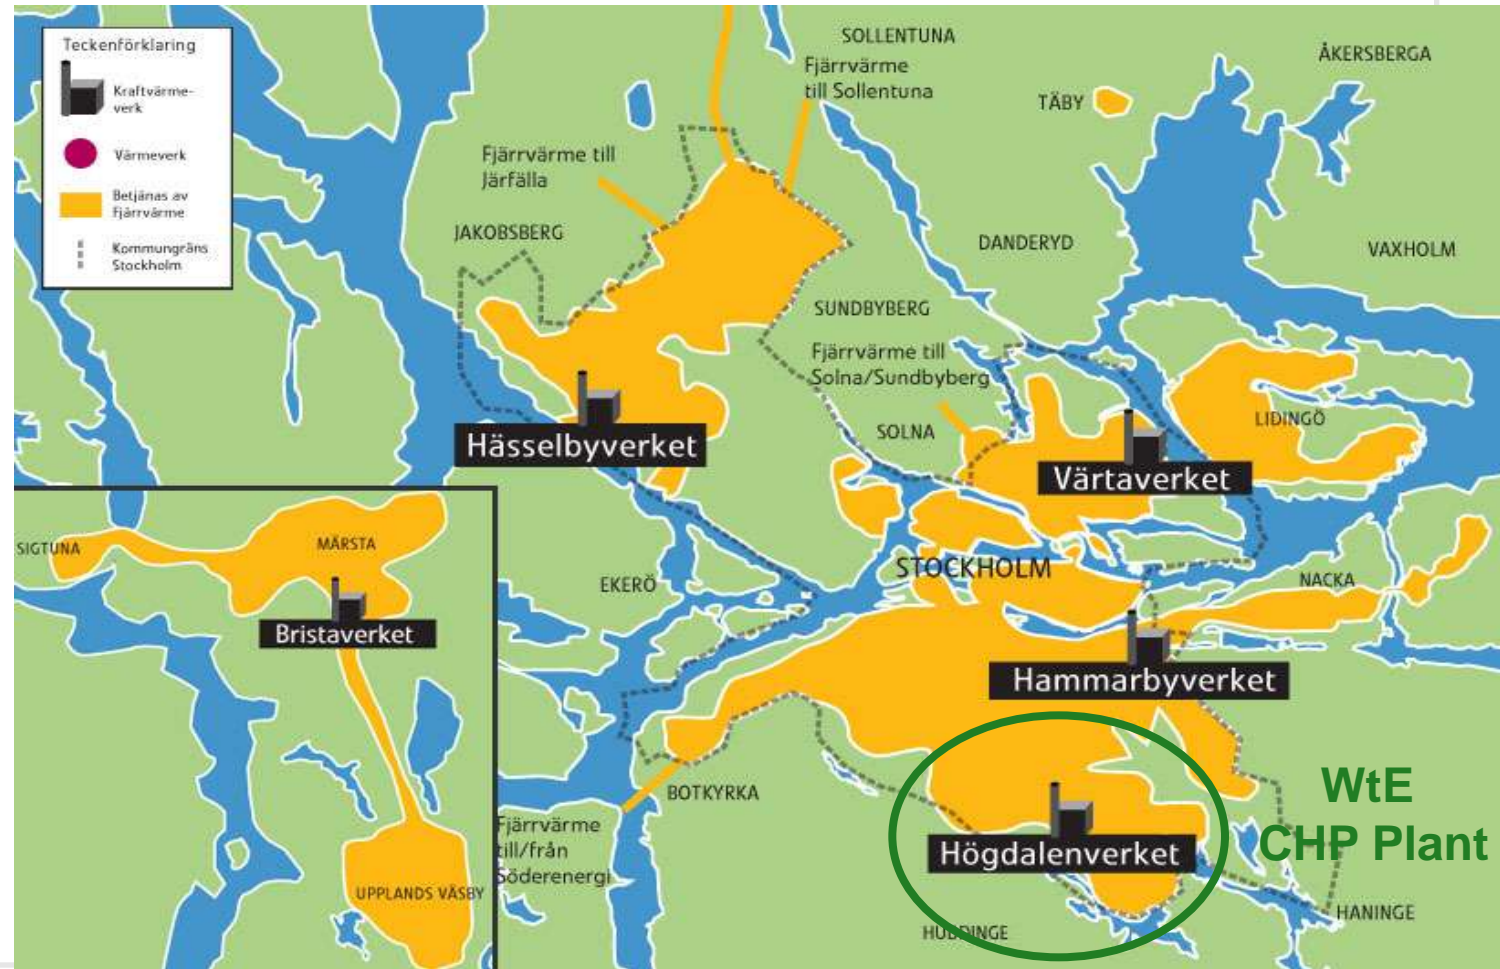 Teckenförklaring
Kraftvärme-
verk
Värmeverk
Betjänas av
Fjärrvärme
Kommungräns
Stockholm
SOLLENTUNA
Fjärrvärme
till Sollentuna
ÅKERSBERGA
TÄBY
Fjärrvärme till
Järfälla
JAKOBSBERG
DANDERYD
VAXHOLM
SUNDBYBERG
Fjärrvärme till
Solna/Sundbyberg
SOLNA
LIDINGÖ
Hässelbyverket
Värtaverket
SIGTUNA
MÄRSTA
STOCKHOLM
EKERÖ
NACKA
Bristaverket
Hammarbyverket
BOTKYRKA
WtE
CHP Plant
Fjärrvärme
till/från
Söderenergi
Högdalenverket
UPPLANDS VÄSBY
HUDDINGE
HANINGE